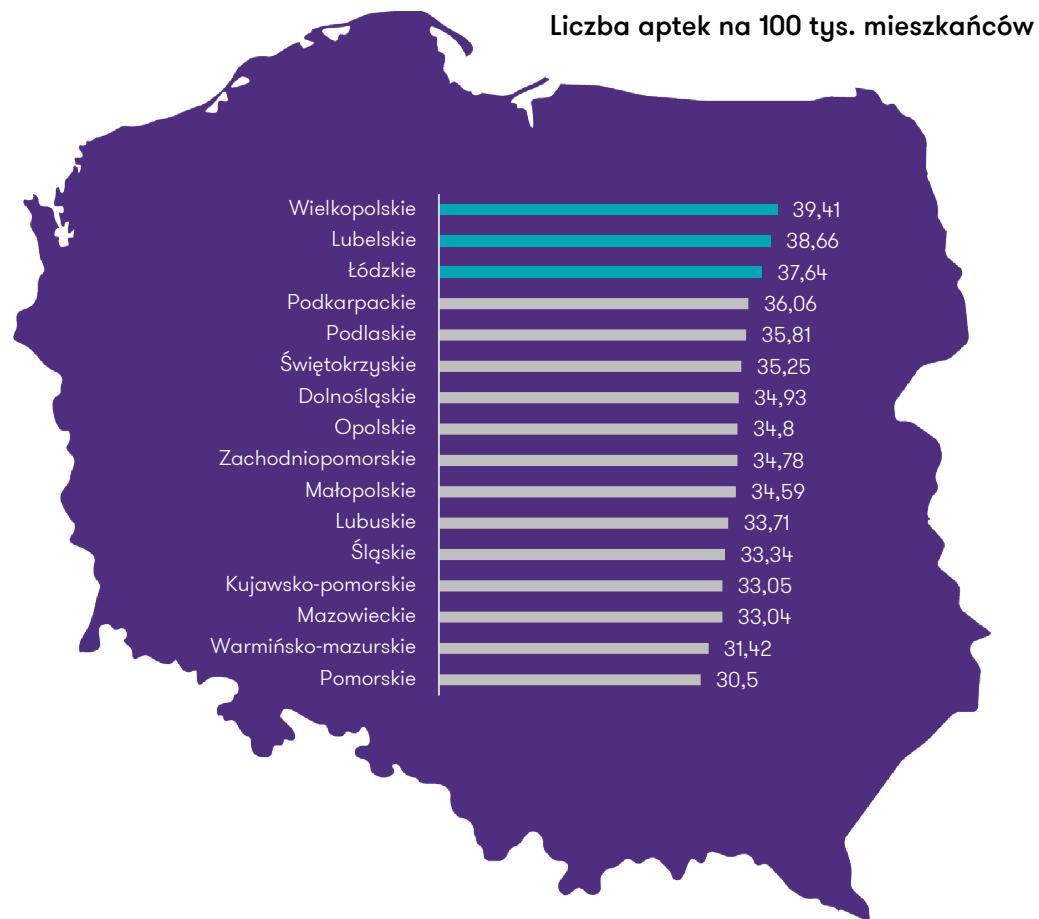 Liczba aptek na 100 tys. mieszkańców
Wielkopolskie 39,41
Lubelskie 38,66
Łódzkie 37,64
Podkarpackie 36,06
Podlaskie 35,81
Świętokrzyskie 35,25
Dolnośląskie 34,93
Opolskie 34,8
Zachodniopomorskie 34,78
Małopolskie 34,59
Lubuskie 33,71
Śląskie 33,34
Kujawsko-pomorskie 33,05
Mazowieckie 33,04
Warmińsko-mazurskie 31,42
Pomorskie 30,5